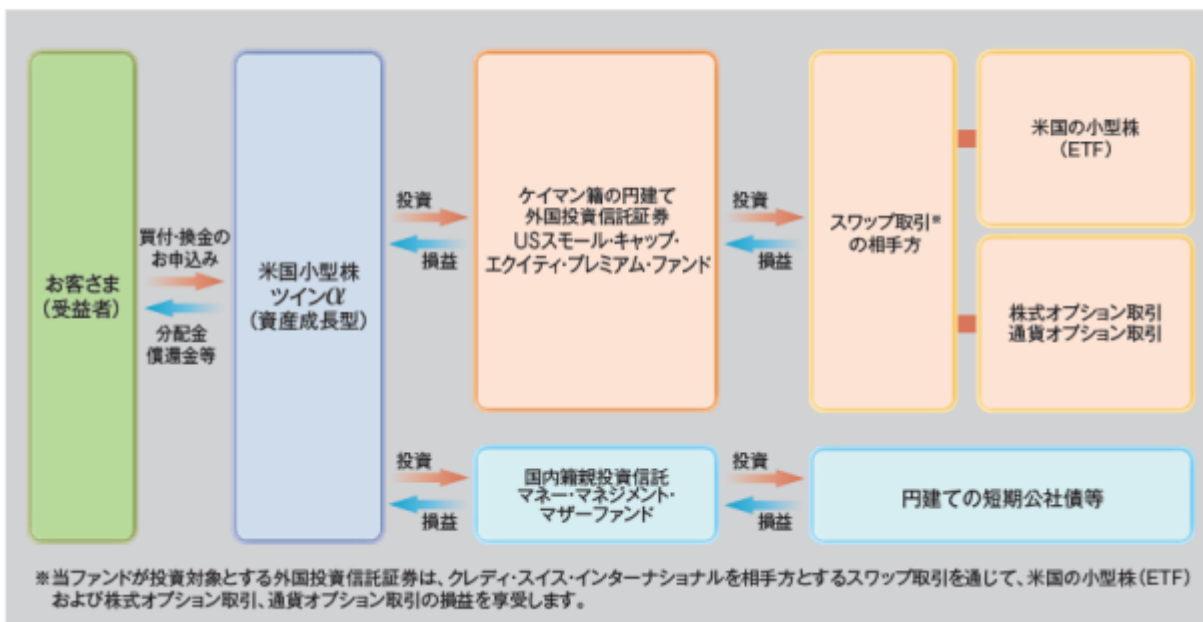 お客さま
(受益者)
買付・換金の
お申込み
分配金
償還金等
米国小型株
ツインα
(資産成長型)
投資
損益
ケイマン籍の円建て
外国投資信託証券
USスモール・キャップ・
エクイティ・プレミアム・ファンド
投資
損益
スワップ取引※
の相手方
米国の小型株
(ETF)
株式オプション取引
通貨オプション取引
投資
損益
国内籍親投資信託
マネー・マネジメント・
マザーファンド
投資
損益
円建ての短期公社債等
※当ファンドが投資対象とする外国投資信託証券は、クレディ・スイス・インターナショナルを相手方とするスワップ取引を通じて、米国の小型株(ETF)
および株式オプション取引、通貨オプション取引の損益を享受します。